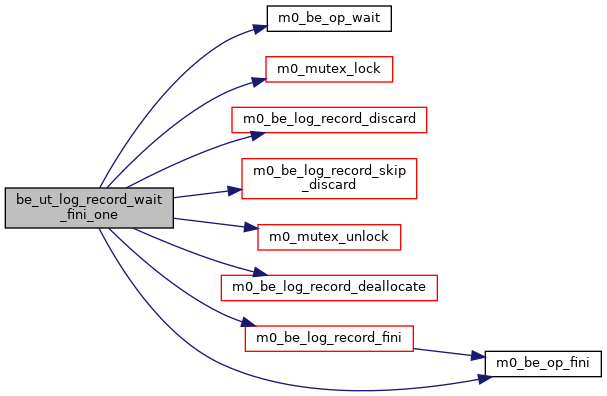 m0_be_op_wait
m0_mutex_lock
m0_be_log_record_discard
m0_be_log_record_skip
_discard
be_ut_log_record_wait
_fini_one
m0_mutex_unlock
m0_be_log_record_deallocate
m0_be_log_record_fini
m0_be_op_fini